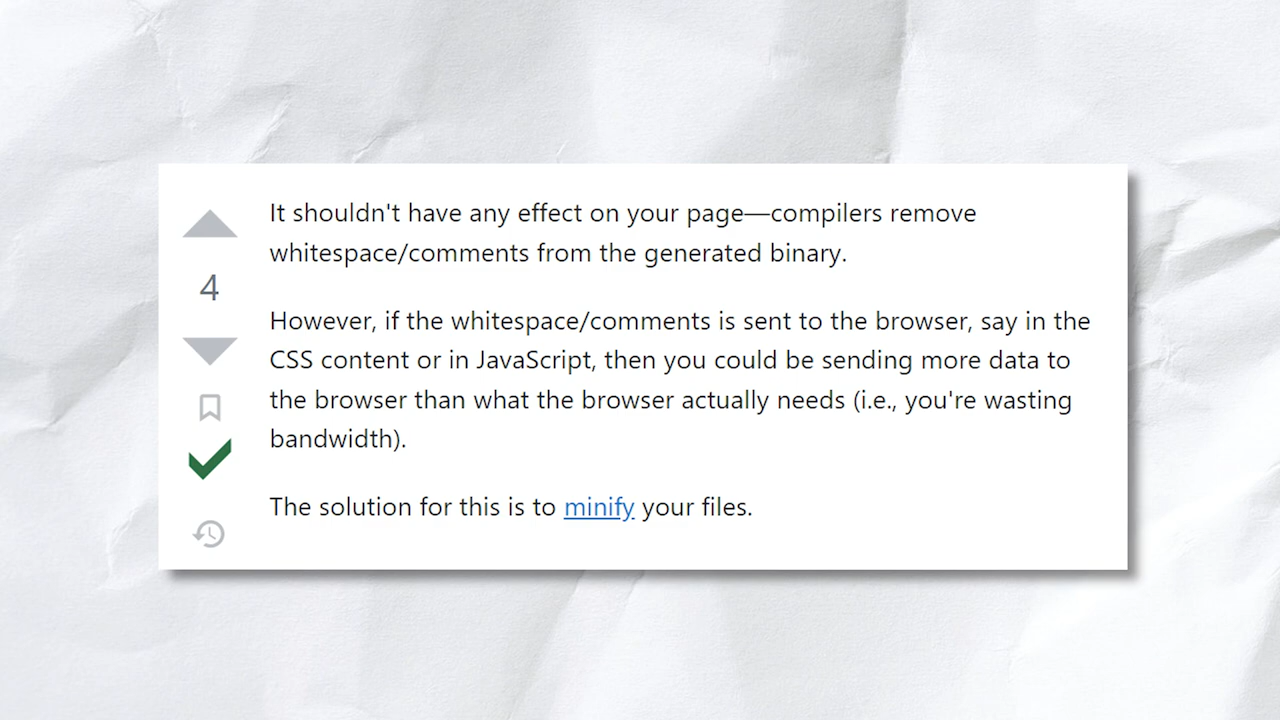 It shouldn't have any effect on your page—compilers remove
whitespace/comments from the generated binary.
4
However, if the whitespace/comments is sent to the browser, say in the
CSS content or in JavaScript, then you could be sending more data to
the browser than what the browser actually needs (i.e., you're wasting
bandwidth).
The solution for this is to minify your files.